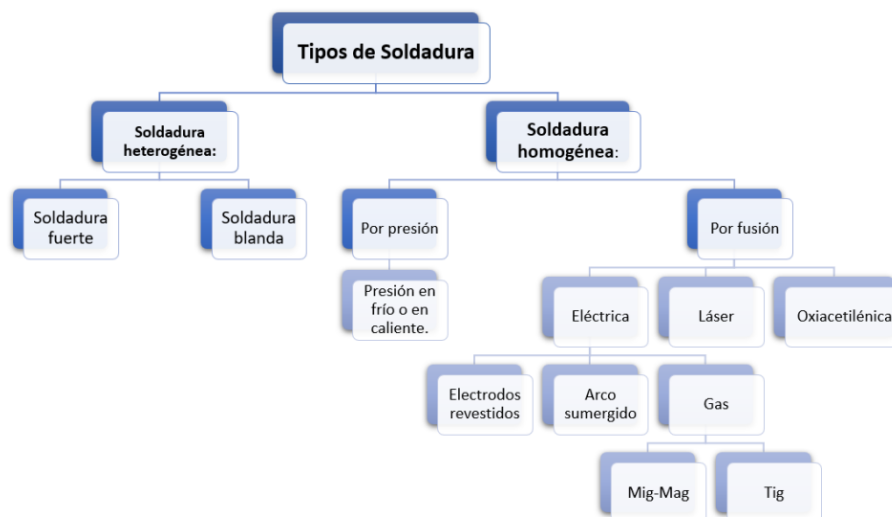 Tipos de Soldadura
Soldadura
heterogénea:
Soldadura
homogénea:
Soldadura
fuerte
Soldadura
blanda
Por presión
Por fusión
Presión en
frío o en
caliente.
Eléctrica
Láser
Oxiacetilénica
Electrodos
revestidos
Arco
sumergido
Gas
Mig-Mag
Tig